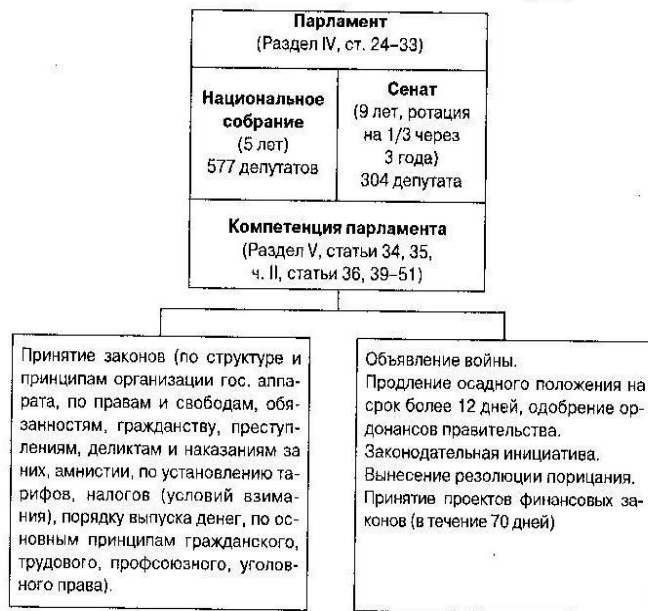 Парламент
(Раздел IV, ст. 24–33)
Национальное
собрание
(5 лет)
577 депутатов
Сенат
(9 лет, ротация
на 1/3 через
3 года)
304 депутата
Компетенция парламента
(Раздел V, статьи 34, 35,
ч. II, статьи 36, 39–51)
Принятие законов (по структуре и
принципам организации гос. аппа-
рата, по правам и свободам, обя-
занностям, гражданству, преступ-
лениям, деликтам и наказаниям за
них, амнистии, по установлению та-
рифов, налогов (условий взима-
ния), порядку выпуска денег, по ос-
новным принципам гражданского,
трудового, профсоюзного, уголов-
ного права).
Объявление войны.
Продление осадного положения на
срок более 12 дней, одобрение ор-
донансов правительства.
Законодательная инициатива.
Вынесение резолюции порицания.
Принятие проектов финансовых за-
конов (в течение 70 дней)